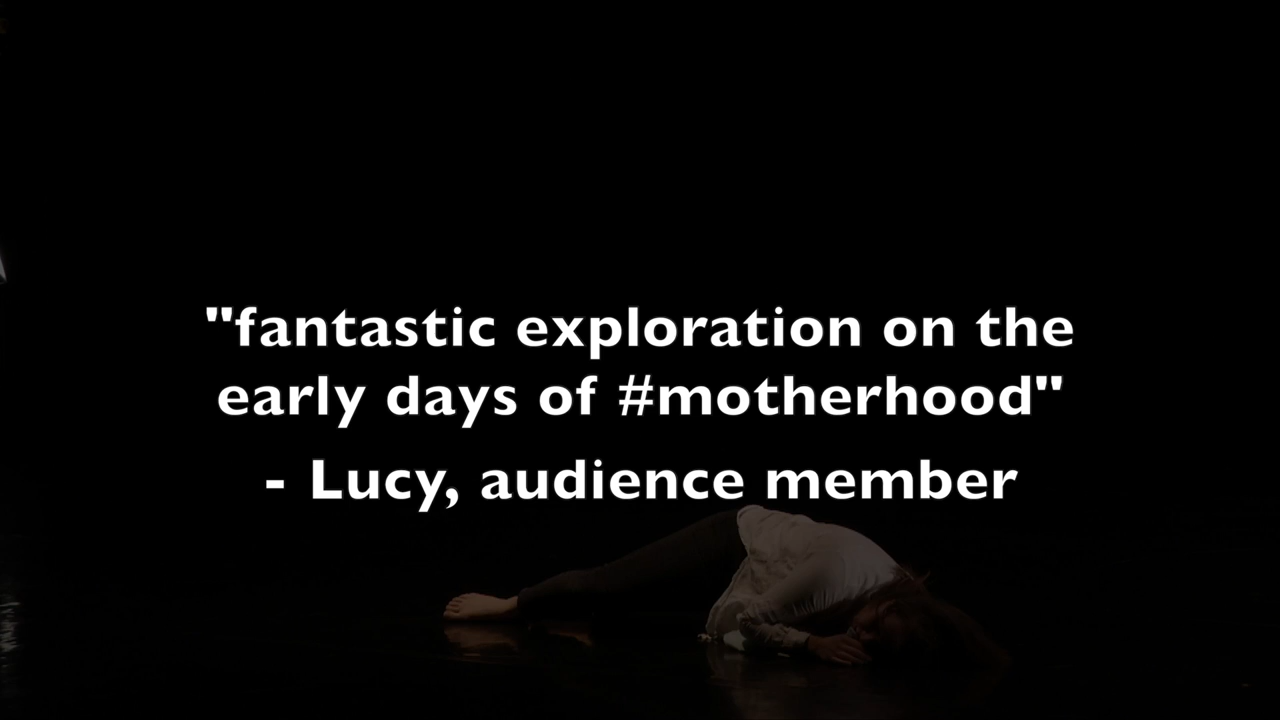 "fantastic exploration on the
early days of #motherhood"
- Lucy, audience member